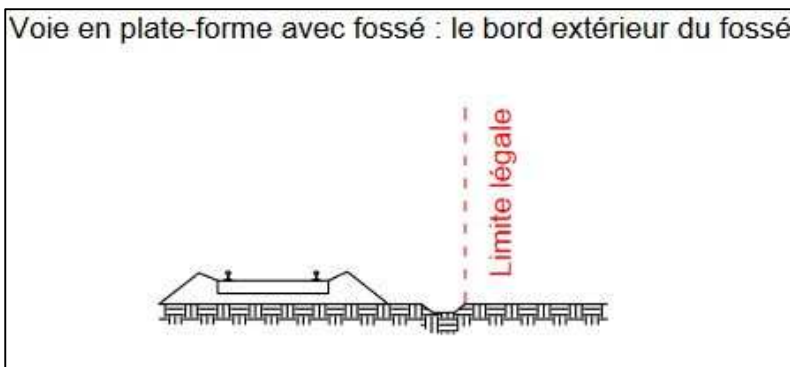 Voie en plate-forme avec fossé : le bord extérieur du fossé
Limite légale